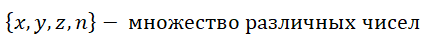 {x, y, z, n} − множество различных чисел